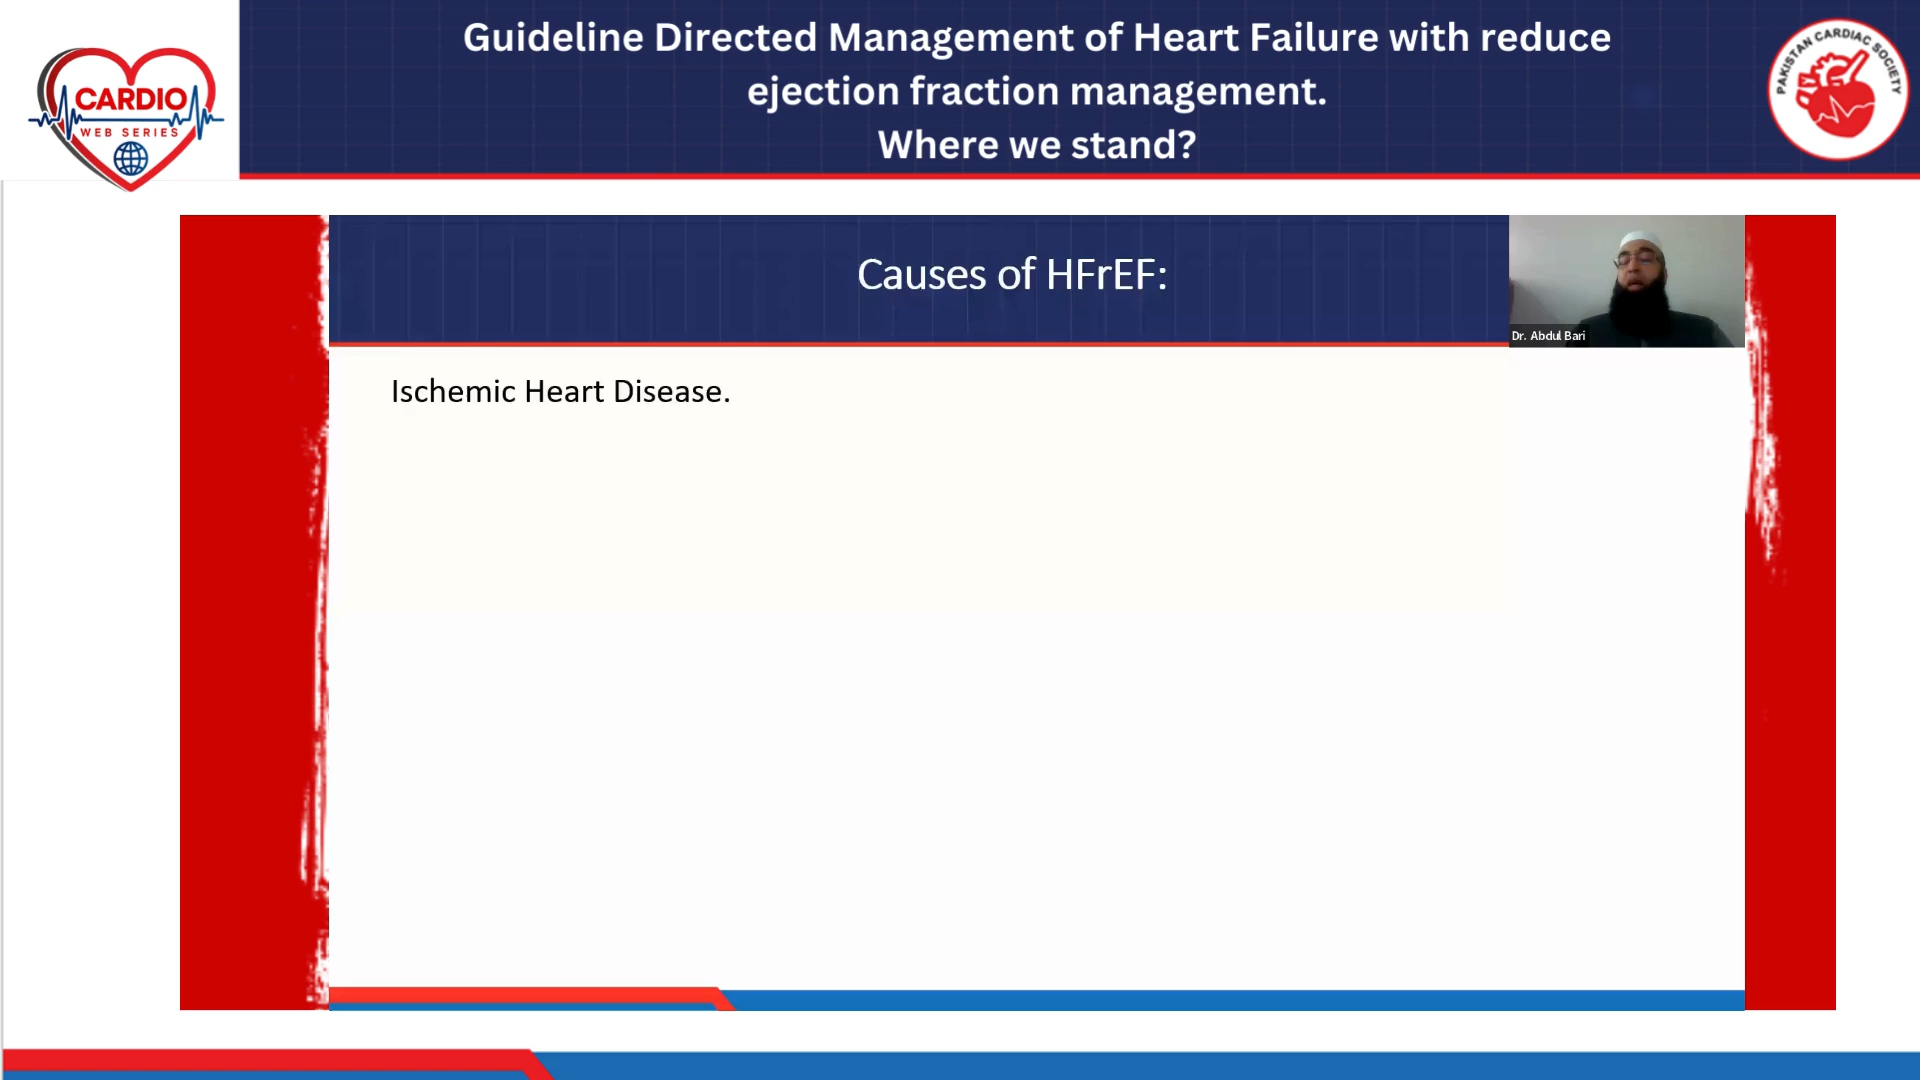 Guideline Directed Management of Heart Failure with reduce
ejection fraction management.
Where we stand?
CARDIO
WEB SERIES
PAKISTAN CARDIAC SOCIETY
Causes of HFrEF:
Dr. Abdul Bari
Ischemic Heart Disease.